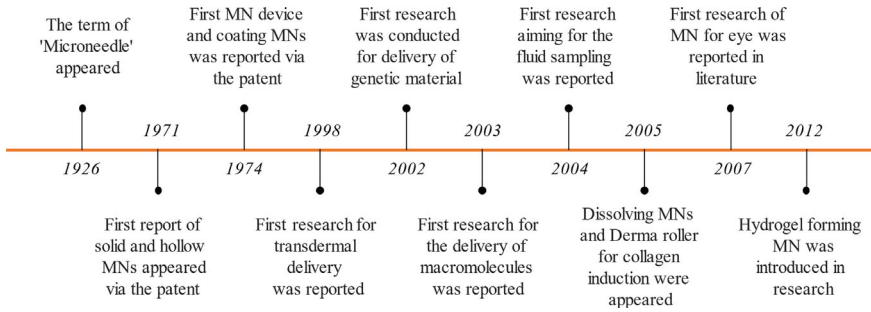 The term of
'Microneedle'
appeared
First MN device
and coating MNs
was reported via
the patent
First research
was conducted
for delivery of
genetic material
First research
aiming for the
fluid sampling
was reported
First research of
MN for eye was
reported in
literature
1971
1998
2003
2005
2012
1926
1974
2002
2004
2007
First report of
solid and hollow
MNs appeared
via the patent
First research for
transdermal
delivery
was reported
First research for
the delivery of
macromolecules
was reported
Dissolving MNs
and Derma roller
for collagen
induction were
appeared
Hydrogel forming
MN was
introduced in
research